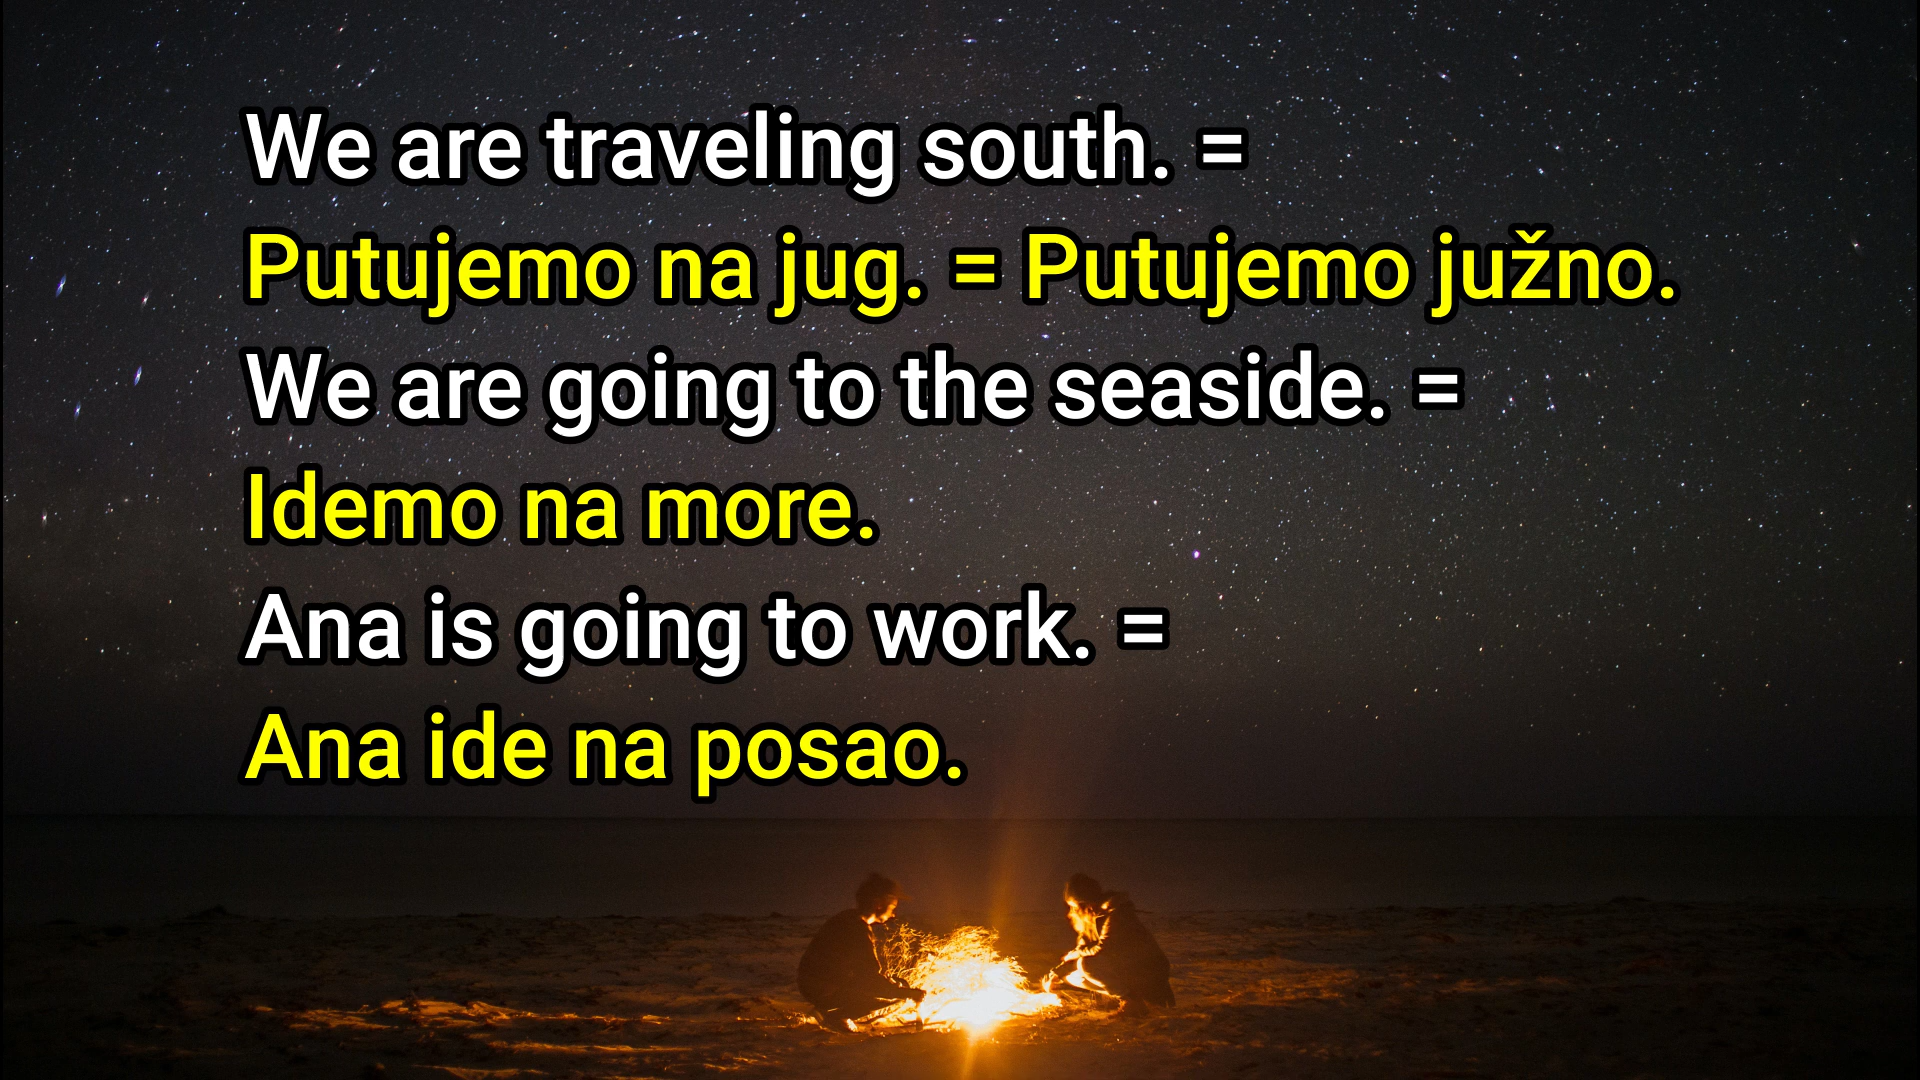 We are traveling south. =
Putujemo na jug. = Putujemo južno.
We are going to the seaside. =
Idemo na more.
Ana is going to work. =
Ana ide na posao.